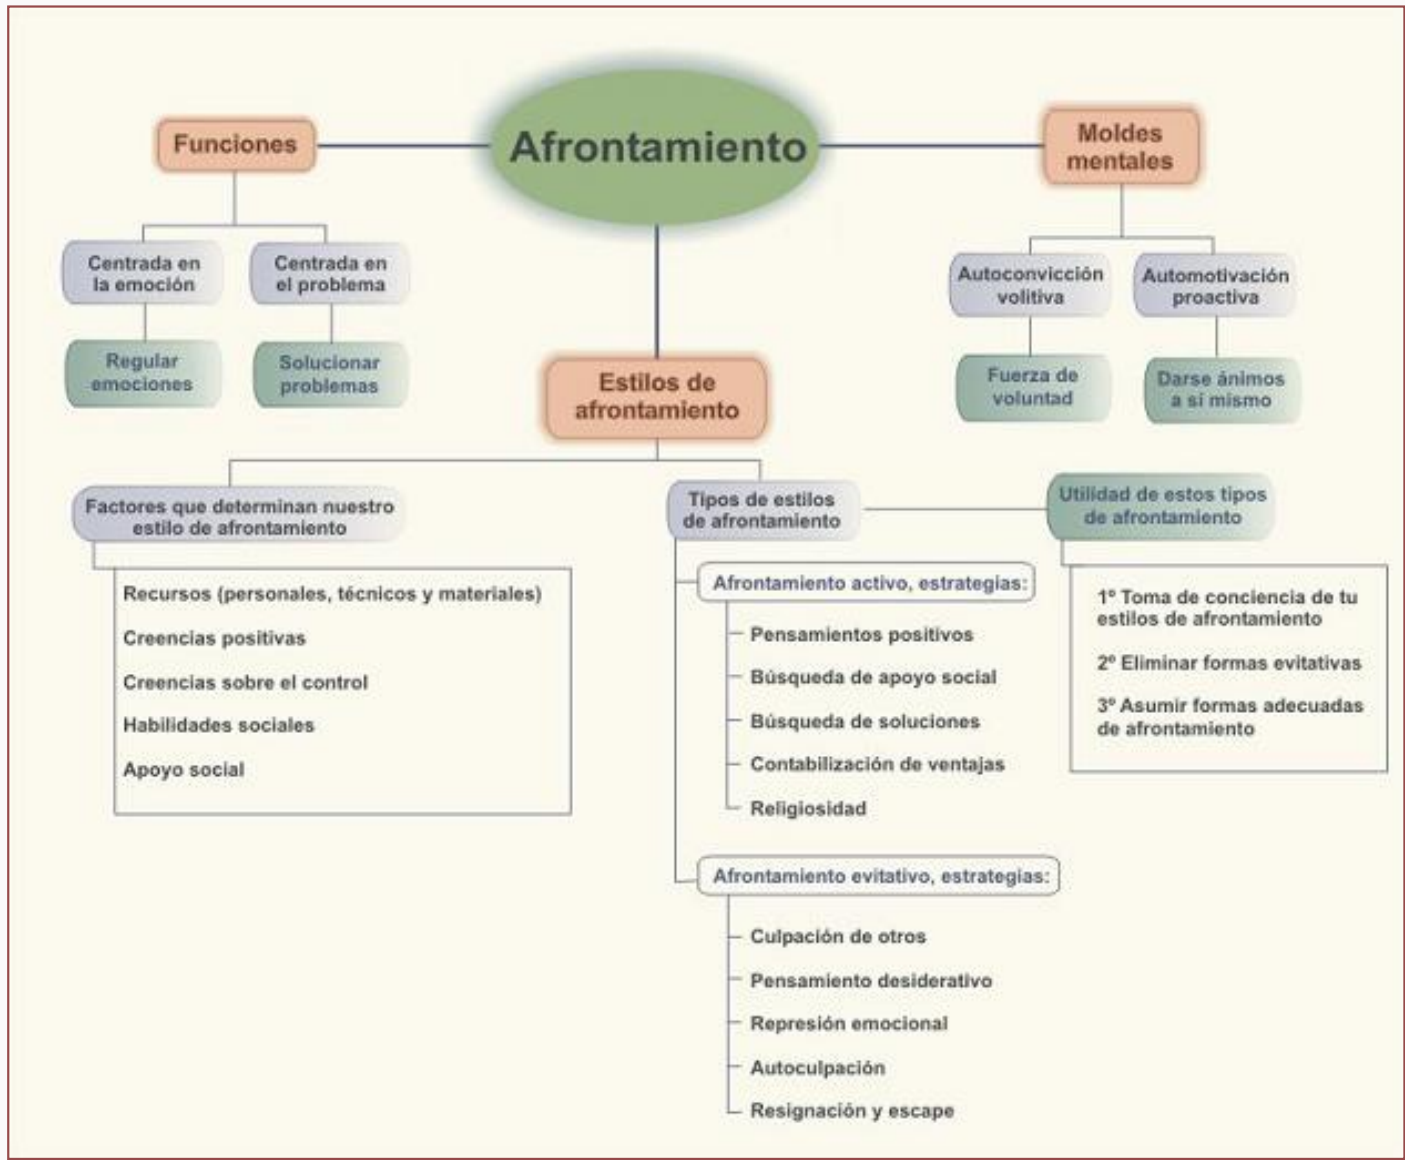 Afrontamiento
Funciones
Centrada en
la emoción
Centrada en
el problema
Regular
emociones
Solucionar
problemas
Moldes
mentales
Autoconvicción
volitiva
Automotivación
proactiva
Fuerza de
voluntad
Darse ánimos
a sí mismo
Estilos de
afrontamiento
Factores que determinan nuestro
estilo de afrontamiento
Recursos (personales, técnicos y materiales)
Creencias positivas
Creencias sobre el control
Habilidades sociales
Apoyo social
Tipos de estilos
de afrontamiento
Afrontamiento activo, estrategias:
Pensamientos positivos
Búsqueda de apoyo social
Búsqueda de soluciones
Contabilización de ventajas
Religiosidad
Afrontamiento evitativo, estrategias:
Culpación de otros
Pensamiento desiderativo
Represión emocional
Autoculpación
Resignación y escape
Utilidad de estos tipos
de afrontamiento
1º Toma de conciencia de tu
estilos de afrontamiento
2º Eliminar formas evitativas
3º Asumir formas adecuadas
de afrontamiento